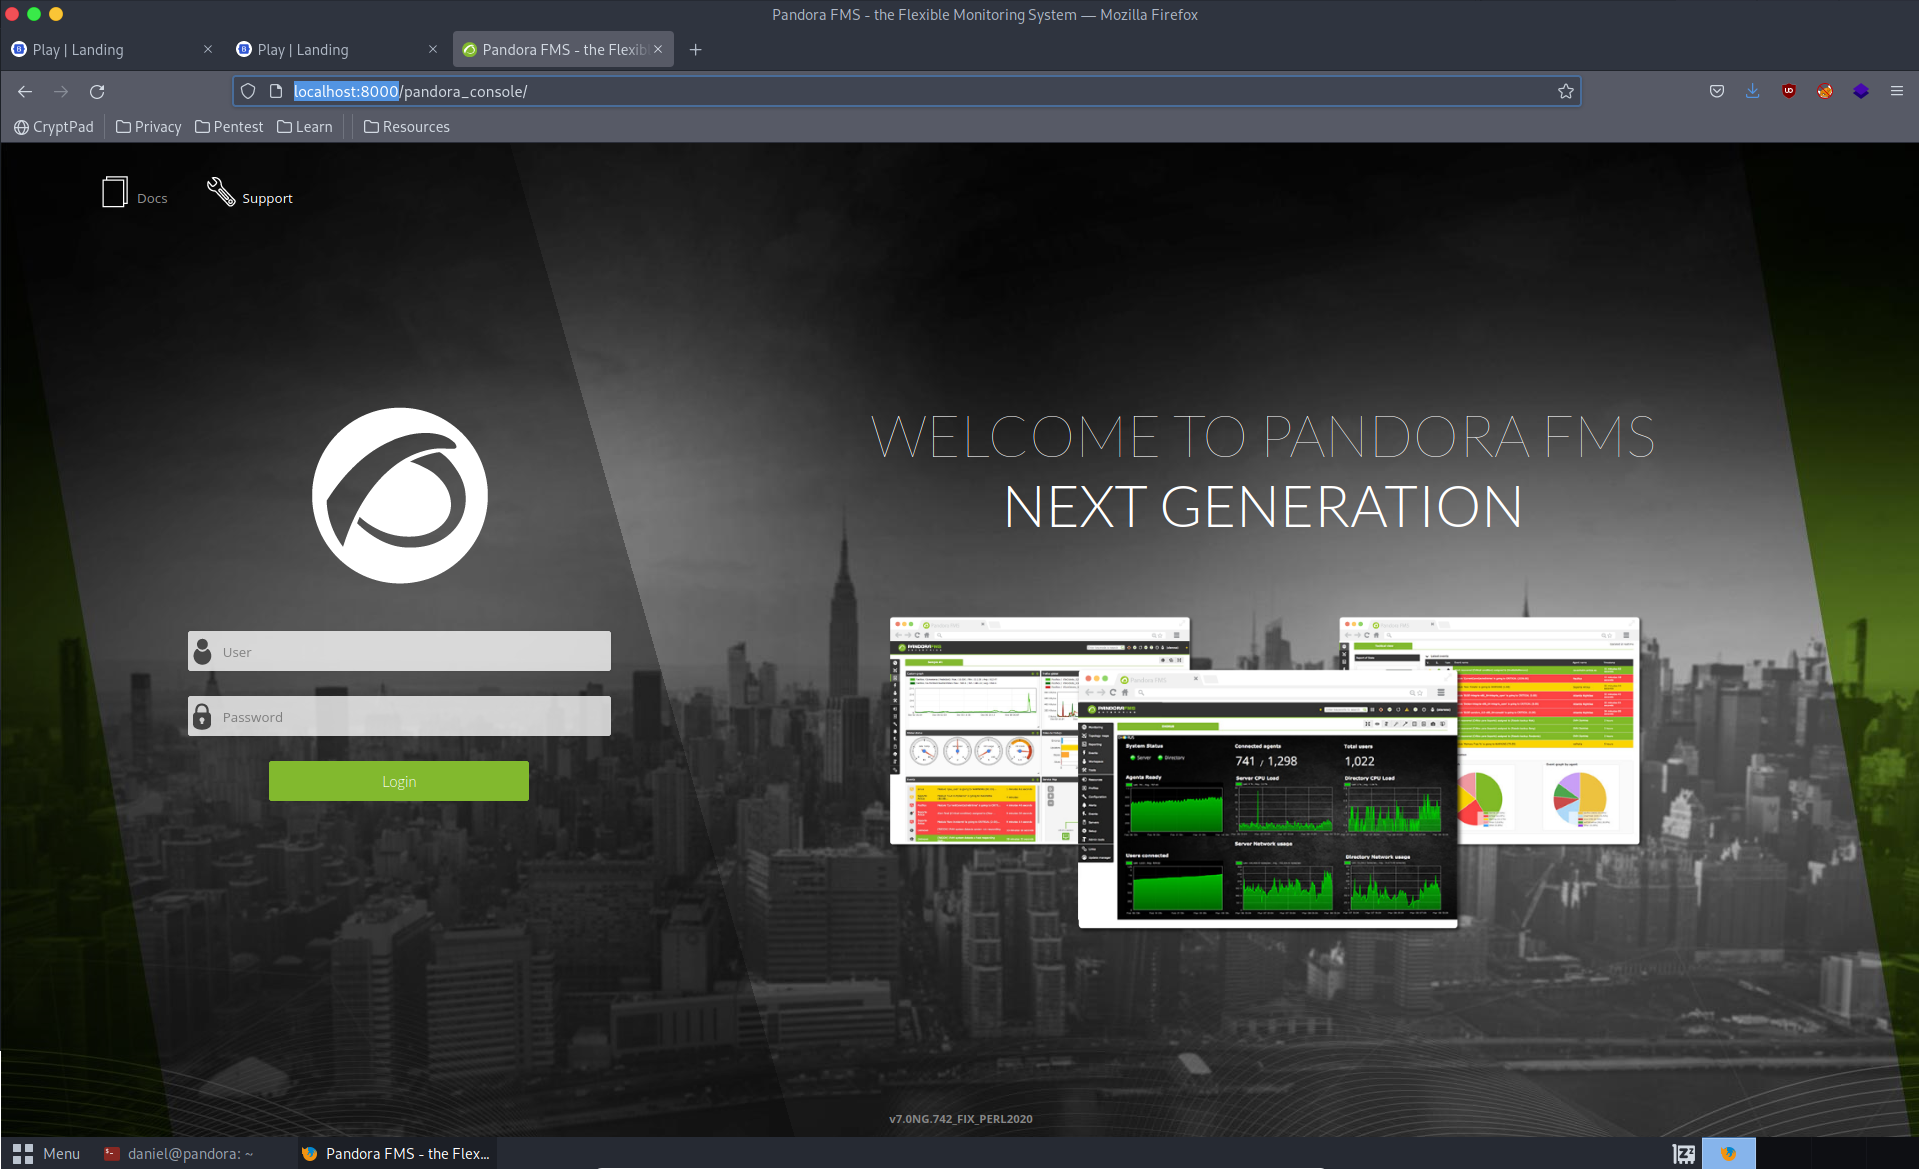 Pandora FMS - the Flexible Monitoring System — Mozilla Firefox
Play | Landing
Play | Landing
Pandora FMS - the Flexib
localhost:8000/pandora_console/
CryptPad
Privacy
Pentest
Learn
Resources
Docs
Support
WELCOME TO PANDORA FMS
NEXT GENERATION
User
Password
Login
System Status
Server
Directory
Connected agents
741 / 1,298
Total users
1,022
Agents Ready
Server CPU Load
Directory CPU Load
Users connected
Server Network usage
Directory Network usage
v7.0NG.742_FIX_PERL2020
Menu
daniel@pandora: ~
Pandora FMS - the Flex...